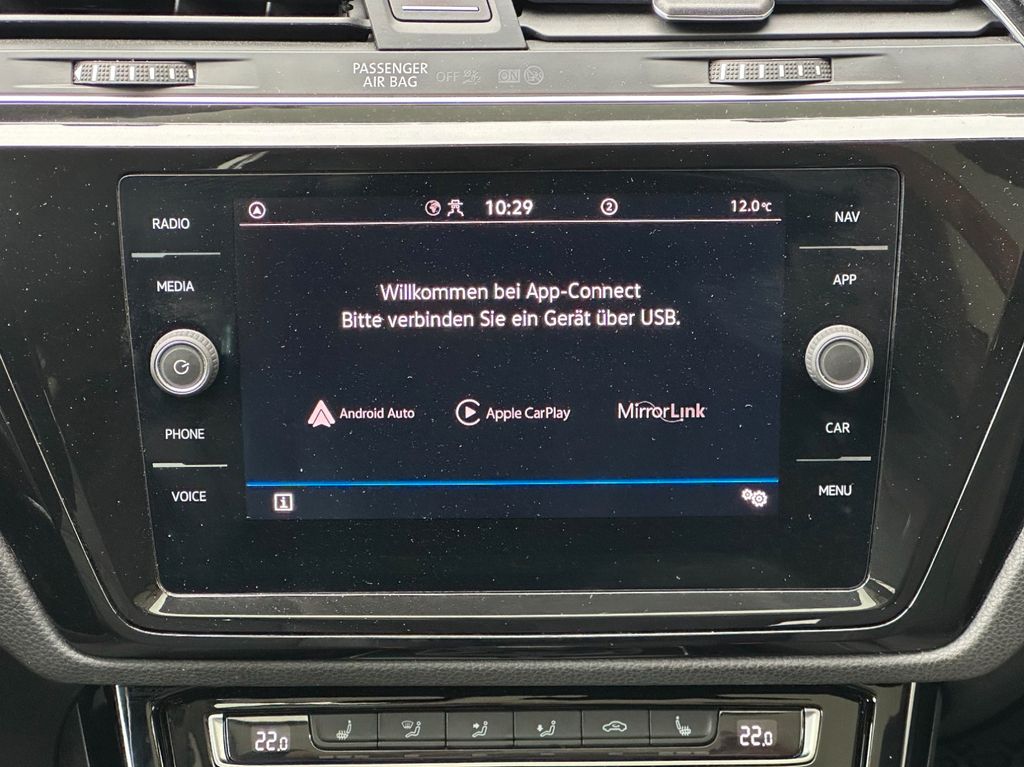 PASSENGER
AIR BAG OFF ON
RADIO
MEDIA
PHONE
VOICE
10:29 2 12.0°C
Willkommen bei App-Connect
Bitte verbinden Sie ein Gerät über USB.
Android Auto Apple CarPlay MirrorLink
i
NAV
APP
CAR
MENU
22.0 22.0